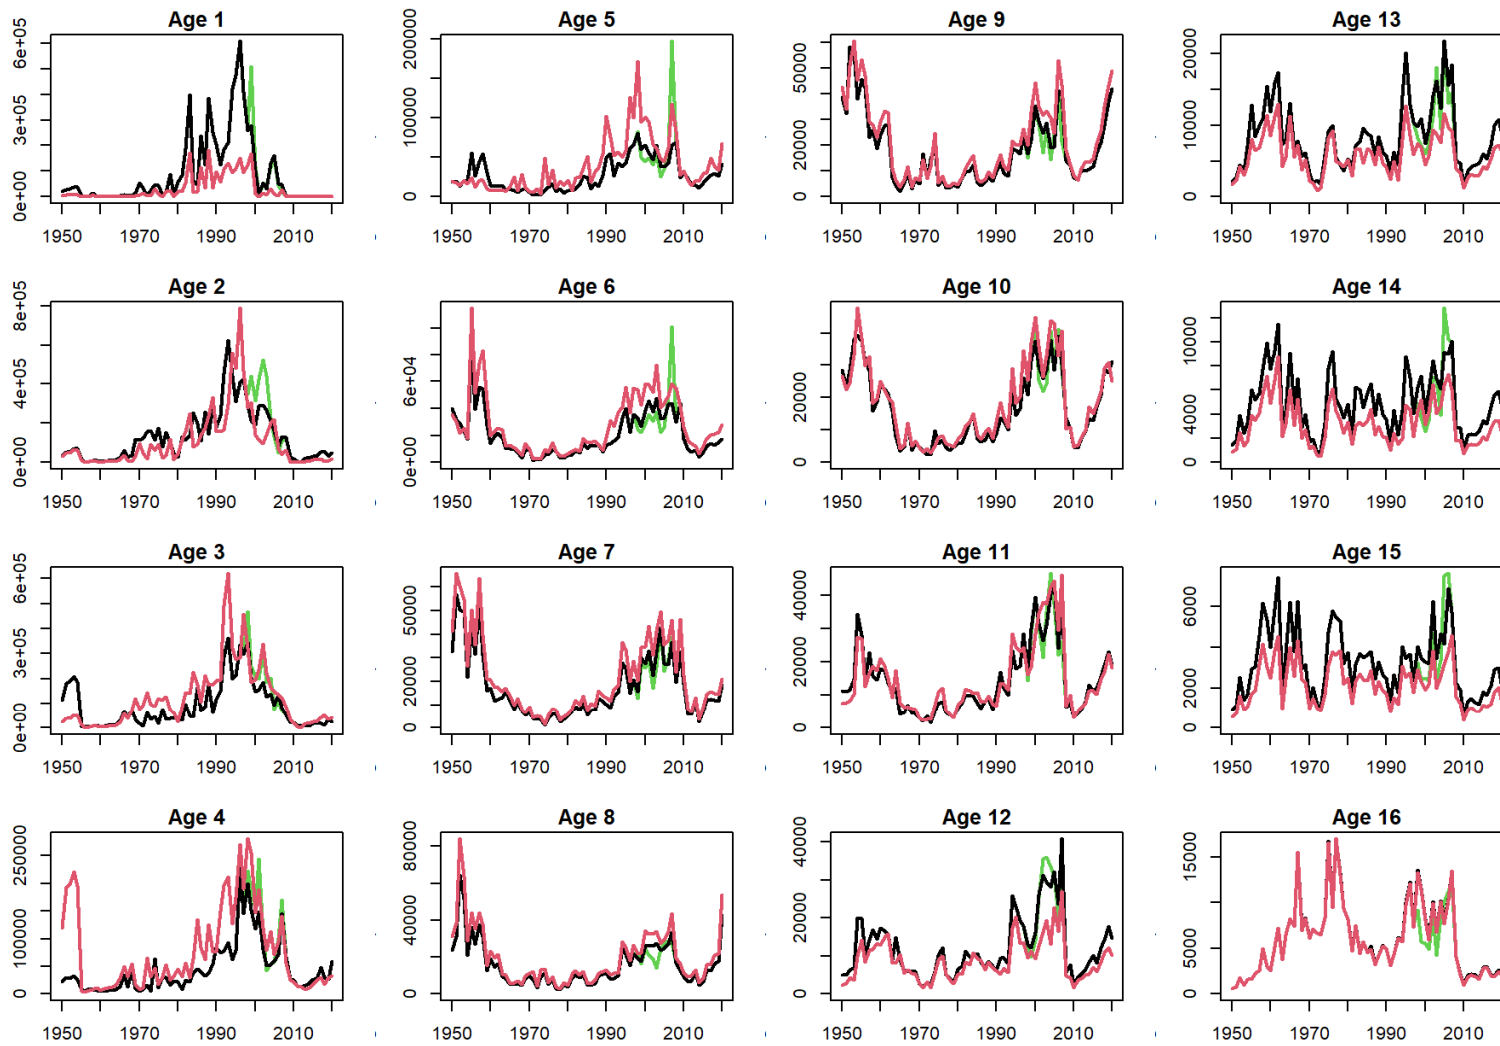 Age 1
0e+00 3e+05 6e+05
1950 1970 1990 2010
Age 5
0 100000 200000
1950 1970 1990 2010
Age 9
0 20000 50000
1950 1970 1990 2010
Age 13
0 10000 20000
1950 1970 1990 2010
Age 2
0e+00 4e+05 8e+05
1950 1970 1990 2010
Age 6
0e+00 6e+04
1950 1970 1990 2010
Age 10
0 20000
1950 1970 1990 2010
Age 14
0 4000 10000
1950 1970 1990 2010
Age 3
0e+00 3e+05 6e+05
1950 1970 1990 2010
Age 7
0 20000 50000
1950 1970 1990 2010
Age 11
0 20000 40000
1950 1970 1990 2010
Age 15
0 2000 6000
1950 1970 1990 2010
Age 4
0 100000 250000
1950 1970 1990 2010
Age 8
0 40000 80000
1950 1970 1990 2010
Age 12
0 20000 40000
1950 1970 1990 2010
Age 16
0 5000 15000
1950 1970 1990 2010